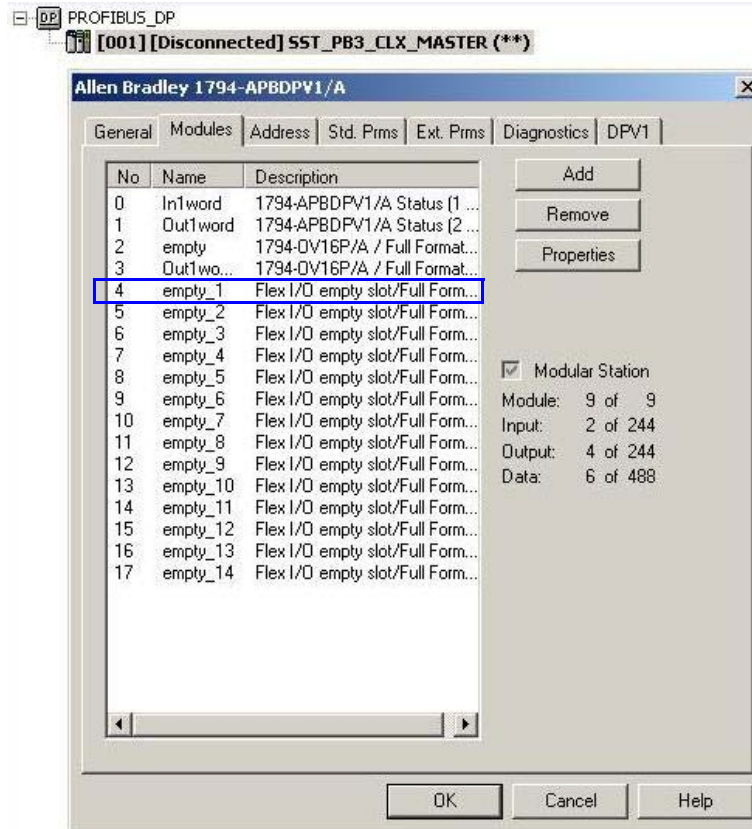 PROFIBUS_DP
[001] [Disconnected] SST_PB3_CLX_MASTER (**)
Allen Bradley 1794-APBDPV1/A
General Modules Address Std. Prms Ext. Prms Diagnostics DPV1
No Name Description
0 In1word 1794-APBDPV1/A Status (1 ...
1 Out1word 1794-APBDPV1/A Status (2 ...
2 empty 1794-OV16P/A / Full Format...
3 Out1wo... 1794-OV16P/A / Full Format...
4 empty_1 Flex I/O empty slot/Full Form...
5 empty_2 Flex I/O empty slot/Full Form...
6 empty_3 Flex I/O empty slot/Full Form...
7 empty_4 Flex I/O empty slot/Full Form...
8 empty_5 Flex I/O empty slot/Full Form...
9 empty_6 Flex I/O empty slot/Full Form...
10 empty_7 Flex I/O empty slot/Full Form...
11 empty_8 Flex I/O empty slot/Full Form...
12 empty_9 Flex I/O empty slot/Full Form...
13 empty_10 Flex I/O empty slot/Full Form...
14 empty_11 Flex I/O empty slot/Full Form...
15 empty_12 Flex I/O empty slot/Full Form...
16 empty_13 Flex I/O empty slot/Full Form...
17 empty_14 Flex I/O empty slot/Full Form...
Add
Remove
Properties
Modular Station
Module: 9 of 9
Input: 2 of 244
Output: 4 of 244
Data: 6 of 488
OK Cancel Help